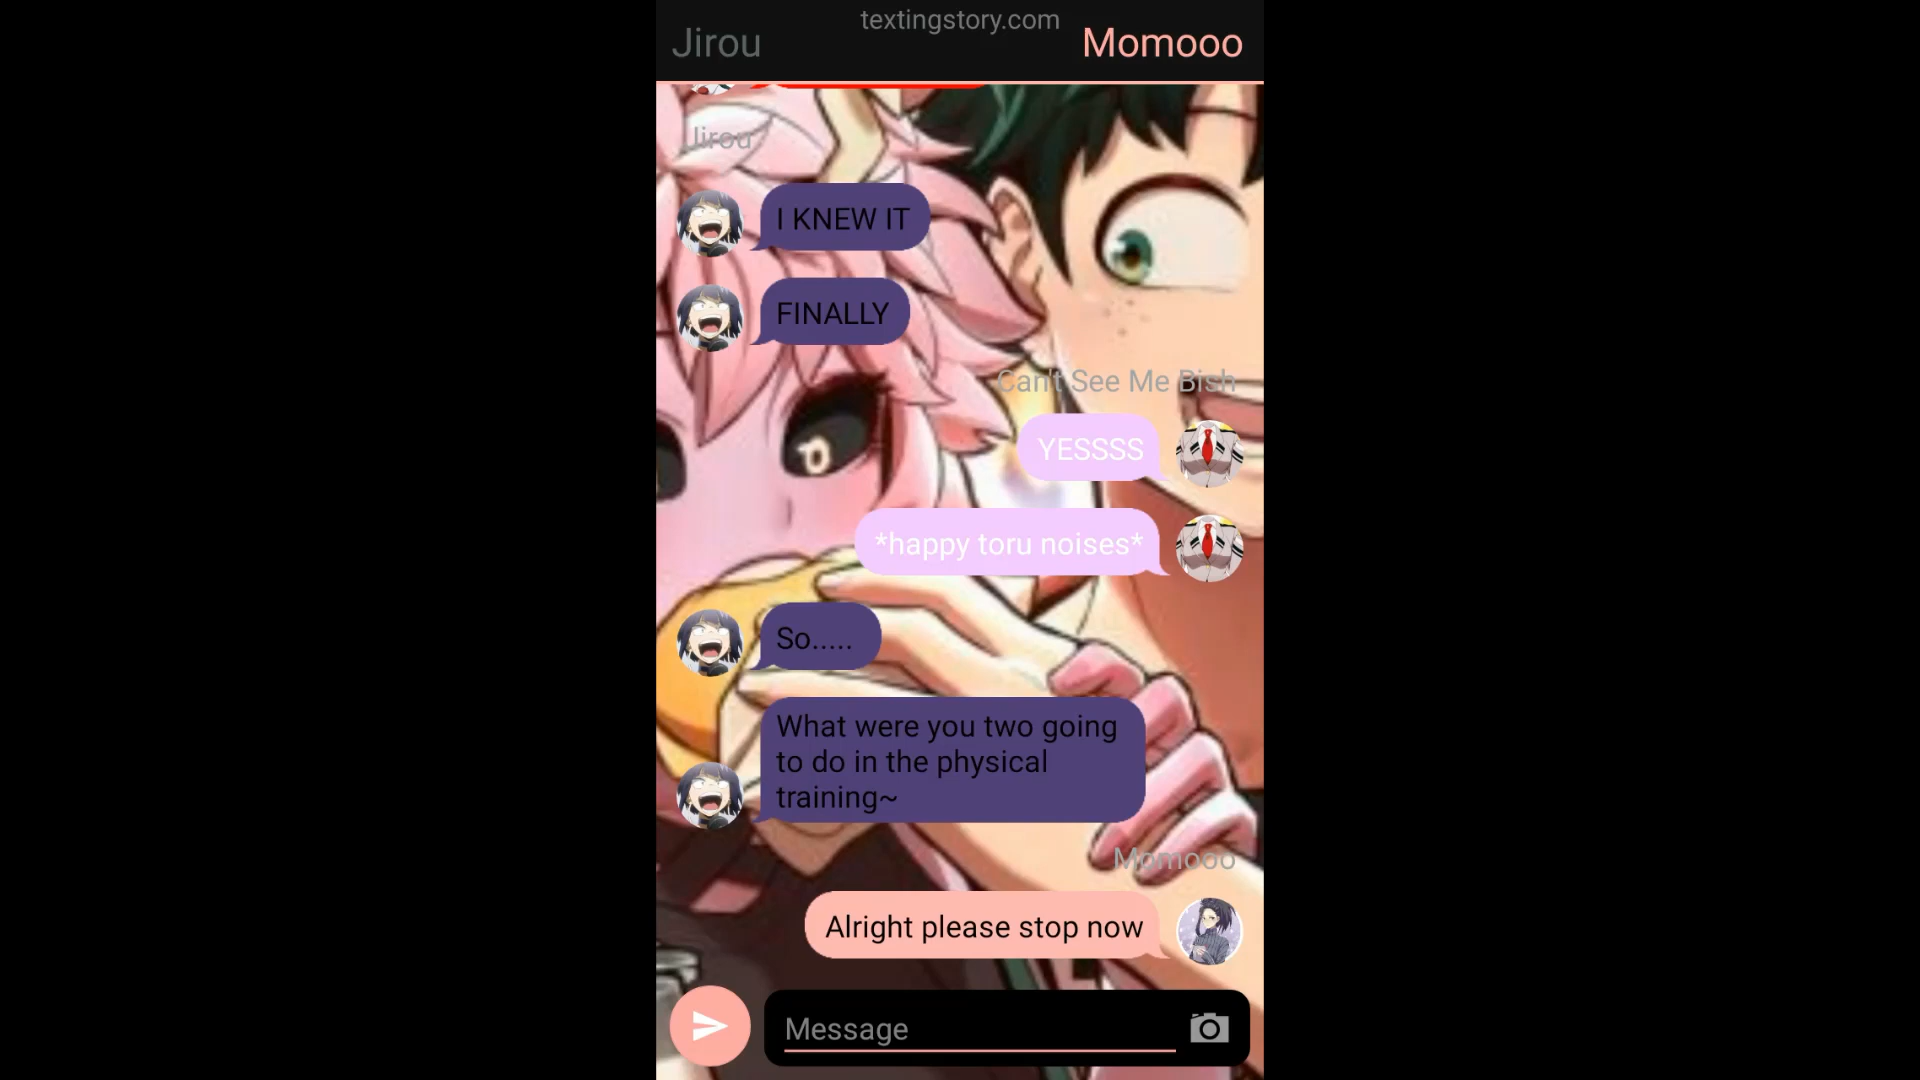 textingstory.com
Jirou
Momooo
Jirou
I KNEW IT
FINALLY
Can't See Me Bish
YESSSS
*happy toru noises*
So.....
What were you two going
to do in the physical
training~
Momooo
Alright please stop now
Message